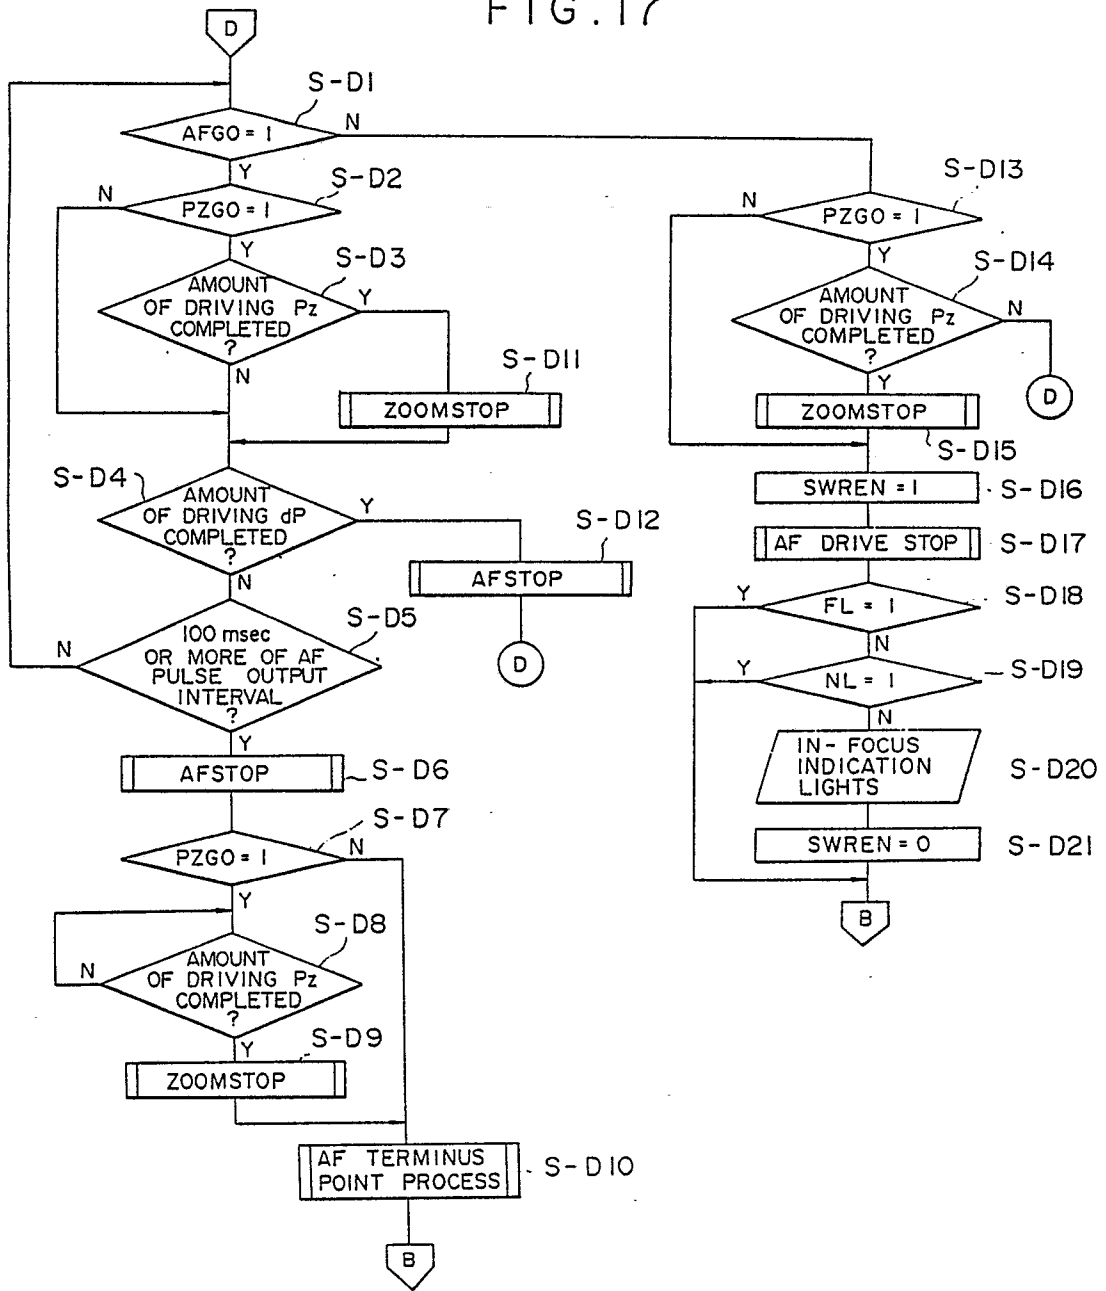 FIG. 17
D
S-D1
AFGO = 1
N
Y
S-D2
N
PZGO = 1
Y
S-D3
AMOUNT
OF DRIVING Pz
COMPLETED
?
Y
N
S-D11
ZOOMSTOP
S-D4
AMOUNT
OF DRIVING dP
COMPLETED
?
Y
N
S-D12
AFSTOP
D
S-D5
N
100 msec
OR MORE OF AF
PULSE OUTPUT
INTERVAL
?
Y
AFSTOP
S-D6
S-D7
PZGO = 1
N
Y
S-D8
N
AMOUNT
OF DRIVING Pz
COMPLETED
?
Y
S-D9
ZOOMSTOP
AF TERMINUS
POINT PROCESS
S-D10
B
S-D13
N
PZGO = 1
Y
S-D14
AMOUNT
OF DRIVING Pz
COMPLETED
?
N
D
Y
ZOOMSTOP
S-D15
SWREN = 1
S-D16
AF DRIVE STOP
S-D17
Y
FL = 1
S-D18
N
Y
NL = 1
S-D19
N
IN-FOCUS
INDICATION
LIGHTS
S-D20
SWREN = 0
S-D21
B